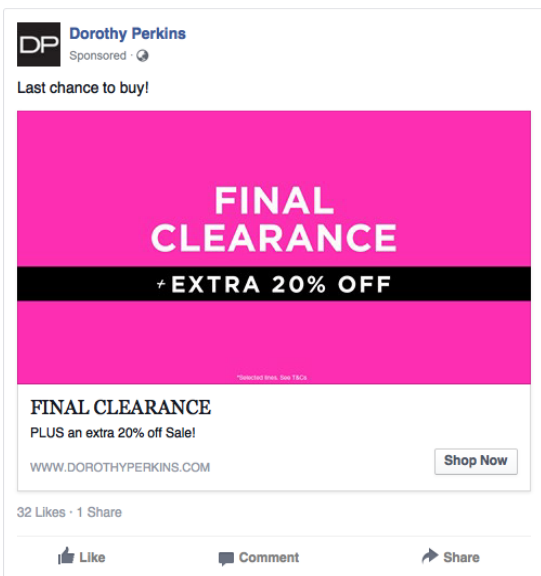 DP
Dorothy Perkins
Sponsored ·
Last chance to buy!
FINAL
CLEARANCE
+ EXTRA 20% OFF
*Selected lines. See T&Cs
FINAL CLEARANCE
PLUS an extra 20% off Sale!
WWW.DOROTHYPERKINS.COM
Shop Now
32 Likes · 1 Share
Like Comment Share